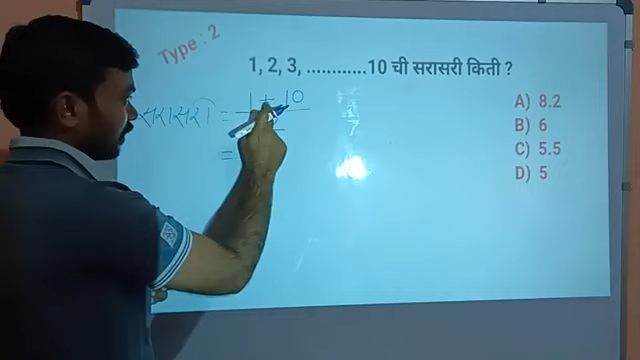 Type : 2
1, 2, 3, ............10 ची सरासरी किती ?
सरासरी = 1 + 10
=
A) 8.2
B) 6
C) 5.5
D) 5